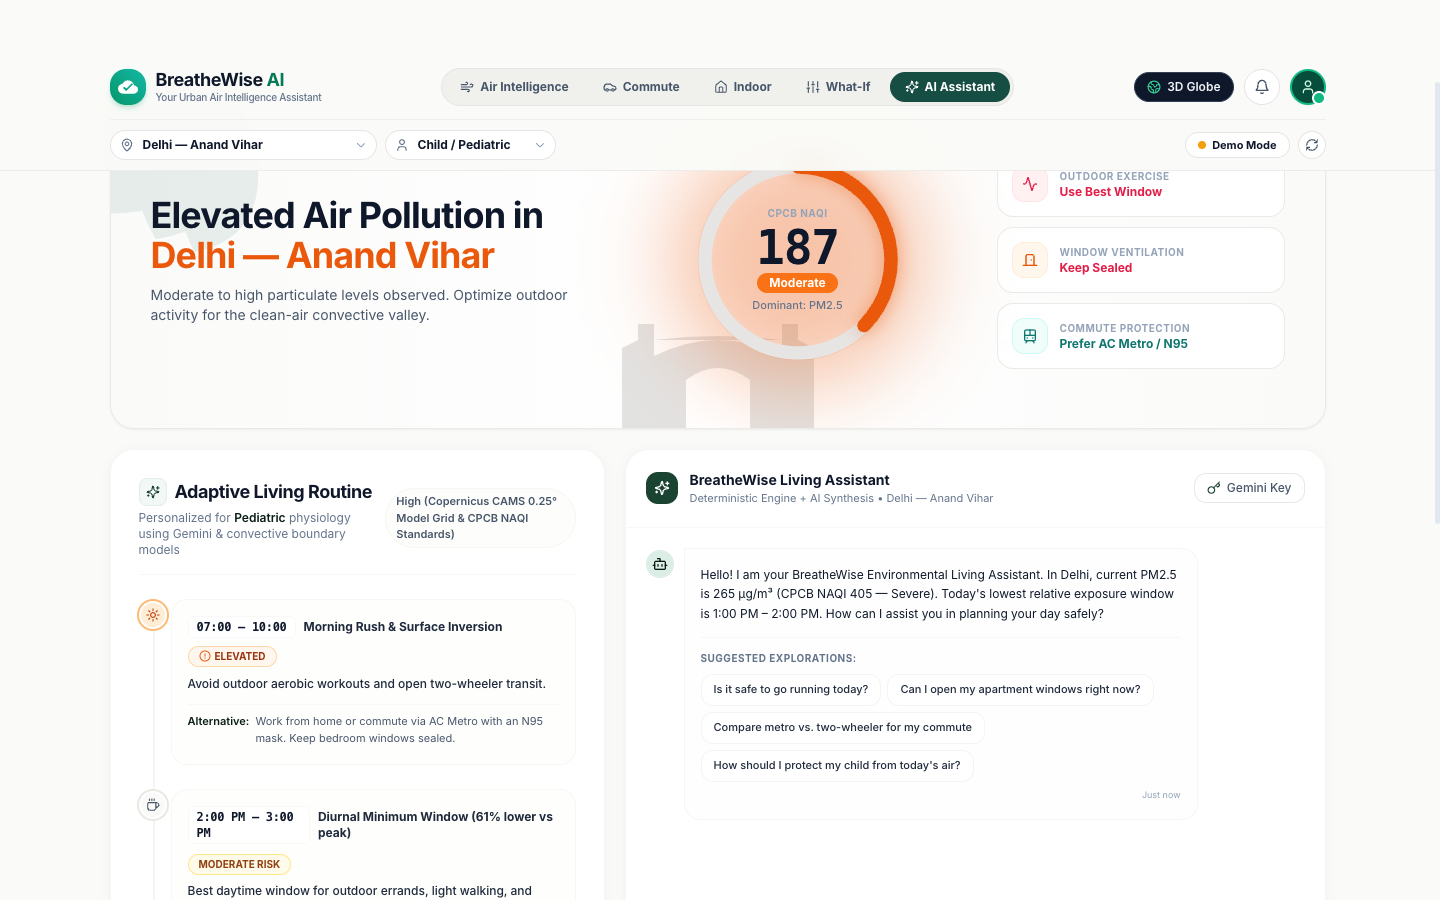 BreatheWise AI
Your Urban Air Intelligence Assistant
Air Intelligence
Commute
Indoor
What-If
AI Assistant
3D Globe
Delhi — Anand Vihar
Child / Pediatric
Demo Mode
Elevated Air Pollution in
Delhi — Anand Vihar
Moderate to high particulate levels observed. Optimize outdoor
activity for the clean-air convective valley.
CPCB NAQI
187
Moderate
Dominant: PM2.5
OUTDOOR EXERCISE
Use Best Window
WINDOW VENTILATION
Keep Sealed
COMMUTE PROTECTION
Prefer AC Metro / N95
Adaptive Living Routine
Personalized for Pediatric physiology
using Gemini & convective boundary
models
High (Copernicus CAMS 0.25°
Model Grid & CPCB NAQI
Standards)
07:00 – 10:00
Morning Rush & Surface Inversion
ELEVATED
Avoid outdoor aerobic workouts and open two-wheeler transit.
Alternative: Work from home or commute via AC Metro with an N95
mask. Keep bedroom windows sealed.
2:00 PM – 3:00
PM
Diurnal Minimum Window (61% lower vs
peak)
MODERATE RISK
Best daytime window for outdoor errands, light walking, and
BreatheWise Living Assistant
Deterministic Engine + AI Synthesis • Delhi — Anand Vihar
Gemini Key
Hello! I am your BreatheWise Environmental Living Assistant. In Delhi, current PM2.5
is 265 µg/m³ (CPCB NAQI 405 — Severe). Today's lowest relative exposure window
is 1:00 PM – 2:00 PM. How can I assist you in planning your day safely?
SUGGESTED EXPLORATIONS:
Is it safe to go running today?
Can I open my apartment windows right now?
Compare metro vs. two-wheeler for my commute
How should I protect my child from today's air?
Just now